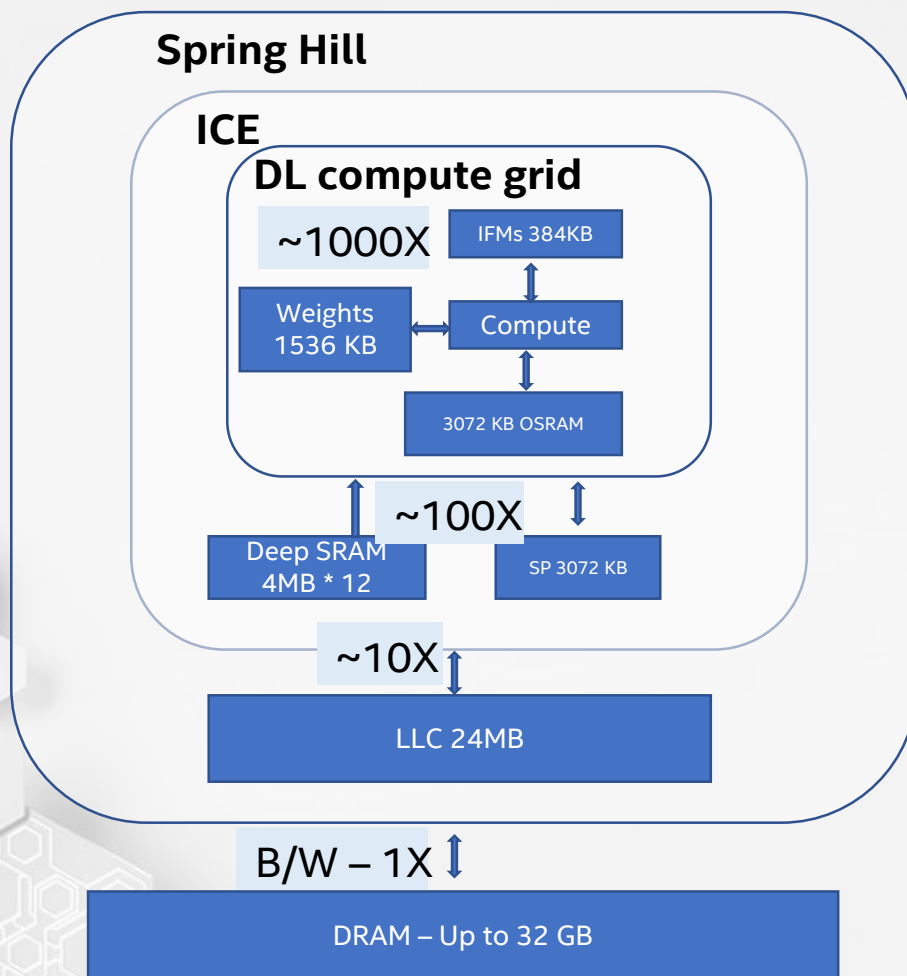 Spring Hill
ICE
DL compute grid
~1000X
IFMs 384KB
Weights
1536 KB
Compute
3072 KB OSRAM
~100X
Deep SRAM
4MB * 12
SP 3072 KB
~10X
LLC 24MB
B/W – 1X
DRAM – Up to 32 GB